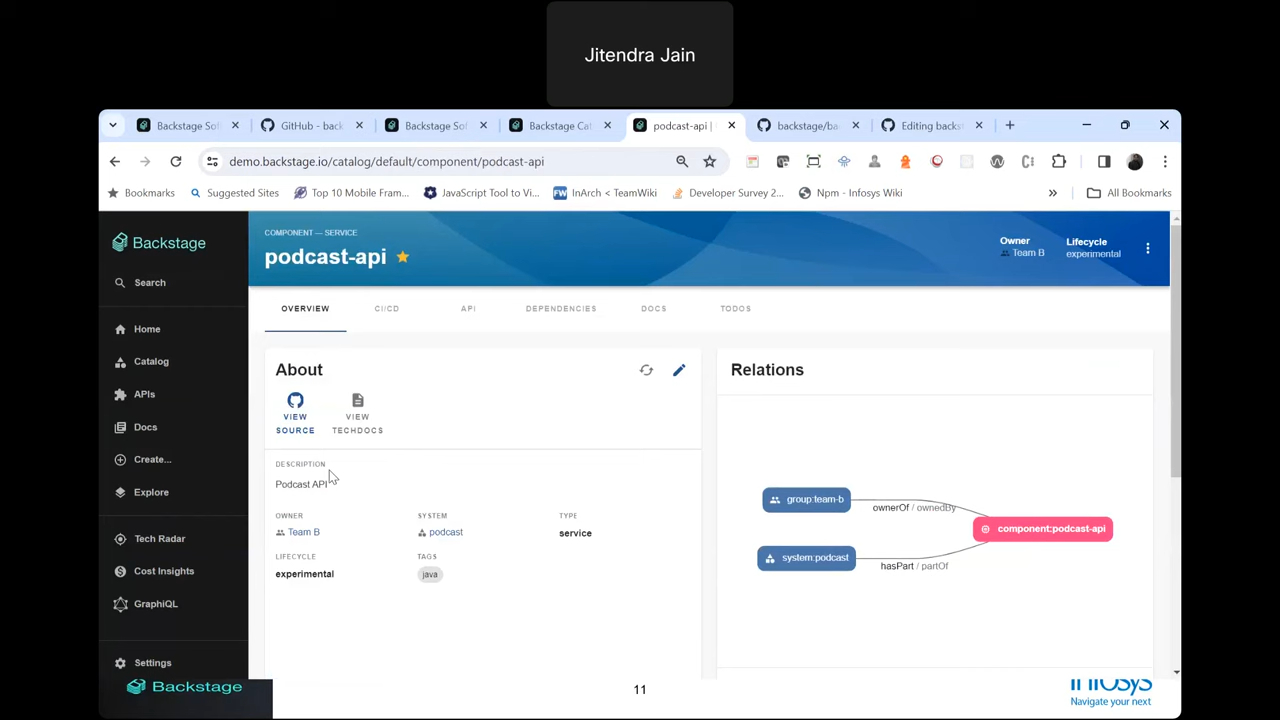 Jitendra Jain
Backstage Sof
GitHub - back
Backstage Sof
Backstage Cat
podcast-api |
backstage/ba
Editing backst
demo.backstage.io/catalog/default/component/podcast-api
Bookmarks
Suggested Sites
Top 10 Mobile Fram...
JavaScript Tool to Vi...
InArch < TeamWiki
Developer Survey 2...
Npm - Infosys Wiki
»
All Bookmarks
Backstage
COMPONENT — SERVICE
podcast-api
Owner
Team B
Lifecycle
experimental
Search
Home
Catalog
APIs
Docs
Create...
Explore
Tech Radar
Cost Insights
GraphiQL
Settings
OVERVIEW
CI/CD
API
DEPENDENCIES
DOCS
TODOS
About
VIEW
SOURCE
VIEW
TECHDOCS
DESCRIPTION
Podcast API
OWNER
Team B
SYSTEM
podcast
TYPE
service
LIFECYCLE
experimental
TAGS
java
Relations
group:team-b
ownerOf / ownedBy
component:podcast-api
system:podcast
hasPart / partOf
Backstage
11
Infosys
Navigate your next